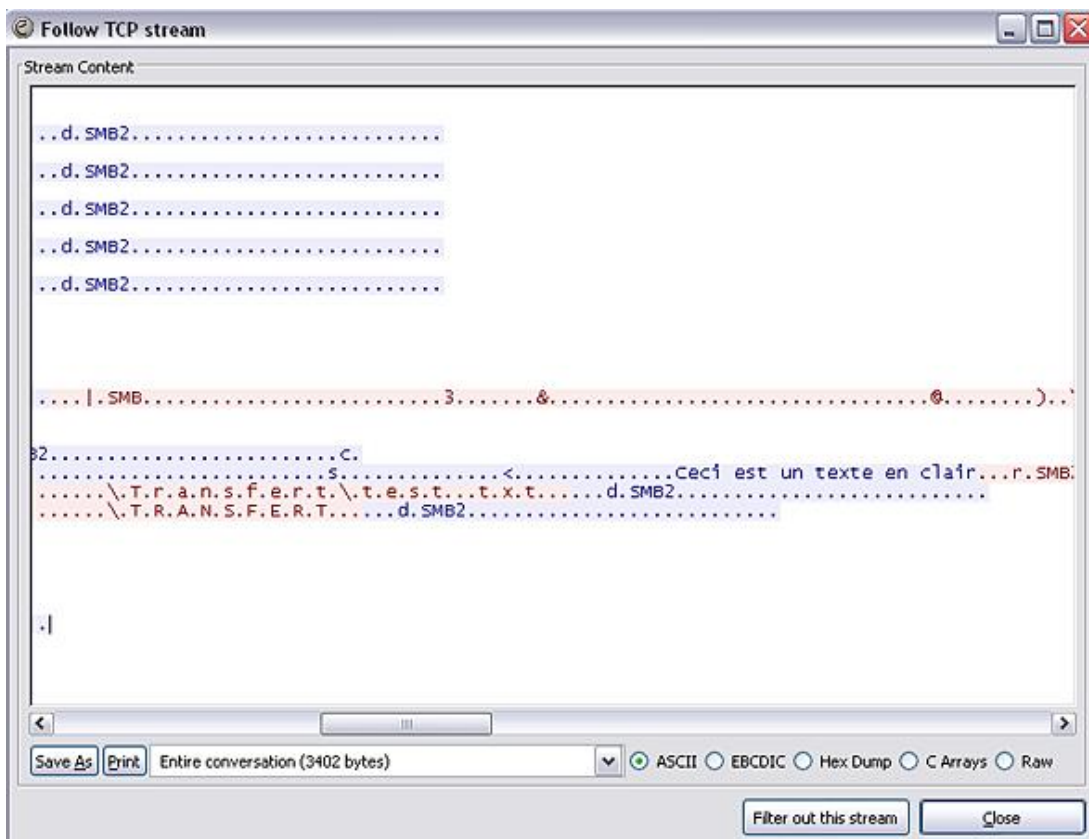 Follow TCP stream
Stream Content
..d.SMB2...........................
..d.SMB2...........................
..d.SMB2...........................
..d.SMB2...........................
..d.SMB2...........................
....|.SMB..........................3.......&.................................@........)..`
B2.........................c.
.........................s..............<..............Ceci est un texte en clair...r.SMB2
......\.T.r.a.n.s.f.e.r.t.\.t.e.s.t...t.x.t......d.SMB2...........................
......\.T.R.A.N.S.F.E.R.T......d.SMB2...........................
.
Save As Print Entire conversation (3402 bytes) ASCII EBCDIC Hex Dump C Arrays Raw
Filter out this stream Close